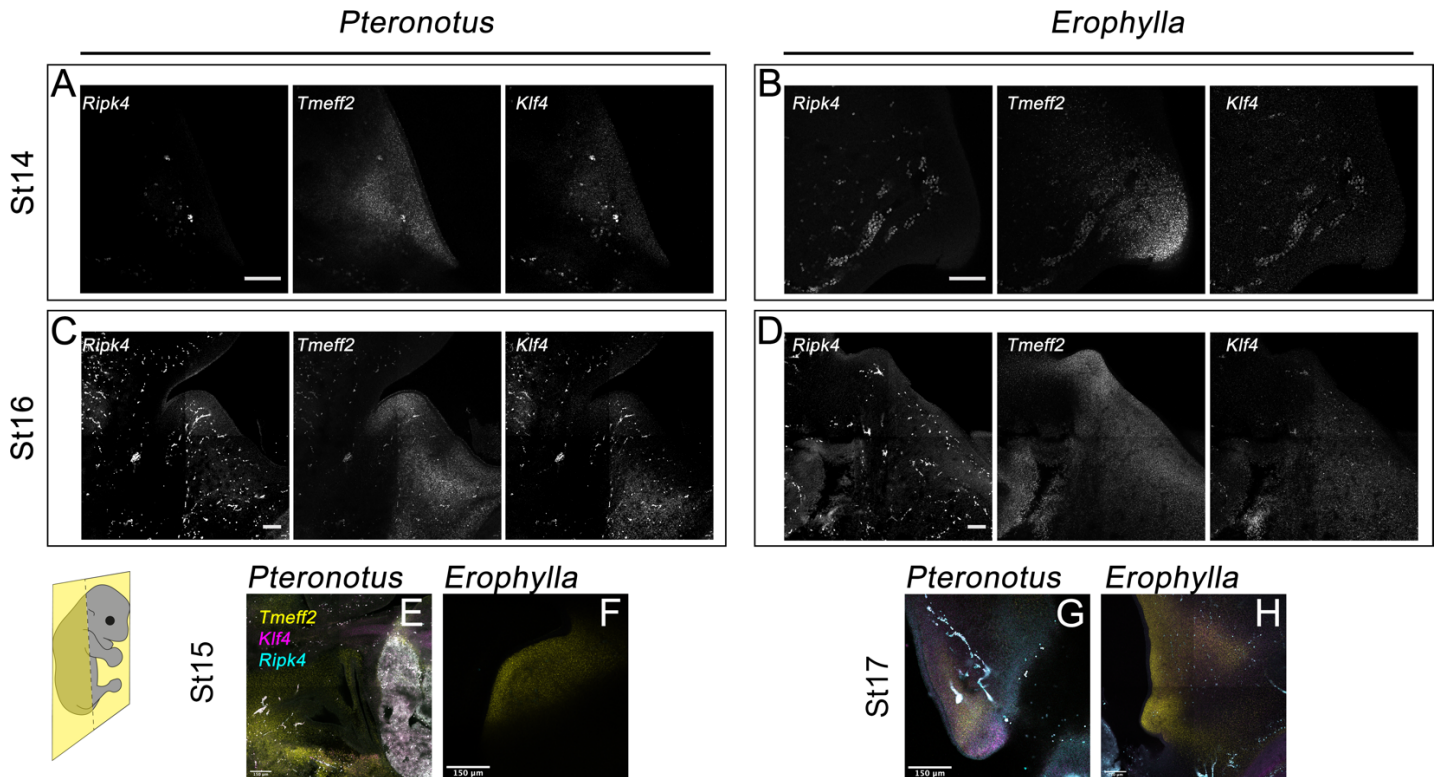 Pteronotus
Erophylla
St14
A
Ripk4
Tmeff2
Klf4
B
Ripk4
Tmeff2
Klf4
St16
C
Ripk4
Tmeff2
Klf4
D
Ripk4
Tmeff2
Klf4
Pteronotus
Erophylla
St15
Tmeff2
Klf4
Ripk4
E
F
150 µm
Pteronotus
Erophylla
St17
G
150 µm
H